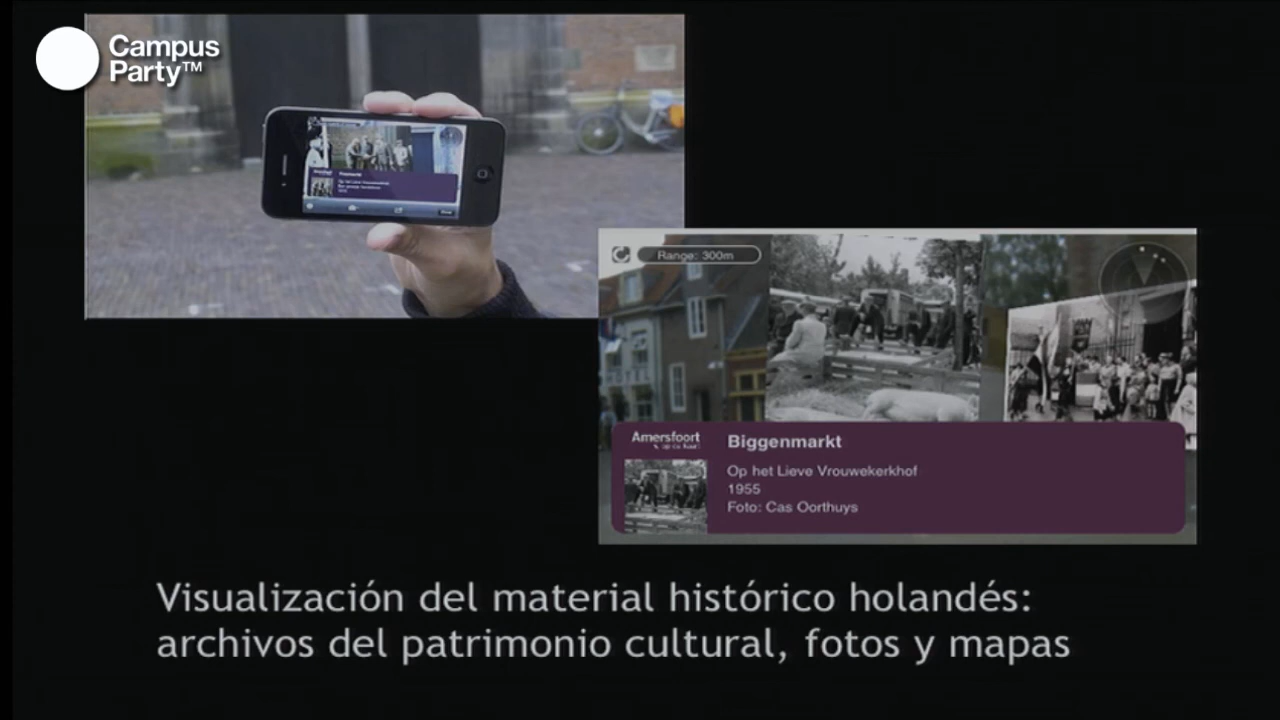 Campus
Party™
Range: 300m
Amersfoort
Biggenmarkt
Op het Lieve Vrouwekerkhof
1955
Foto: Cas Oorthuys
Visualización del material histórico holandés:
archivos del patrimonio cultural, fotos y mapas